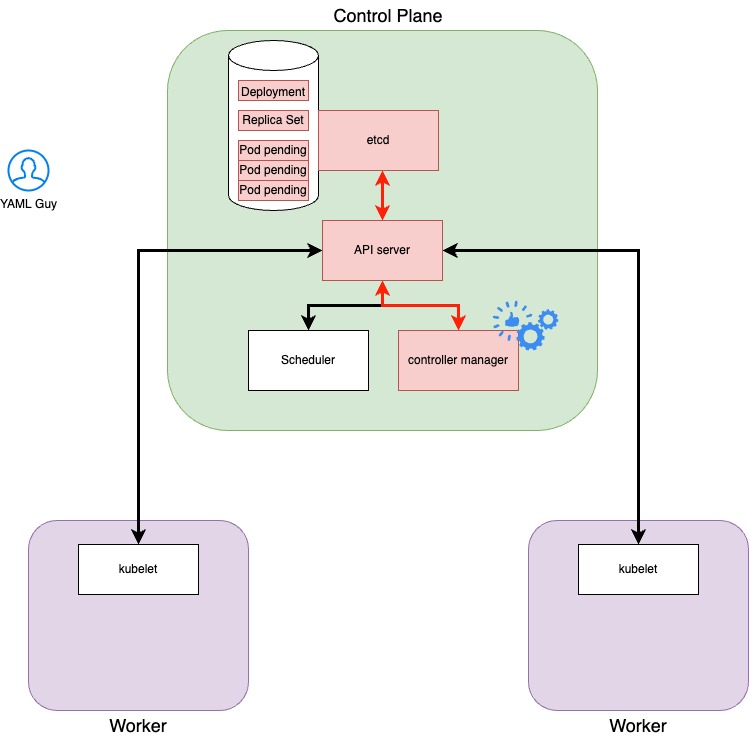 Control Plane
Deployment
Replica Set
Pod pending
Pod pending
Pod pending
etcd
YAML Guy
API server
Scheduler
controller manager
kubelet
kubelet
Worker
Worker